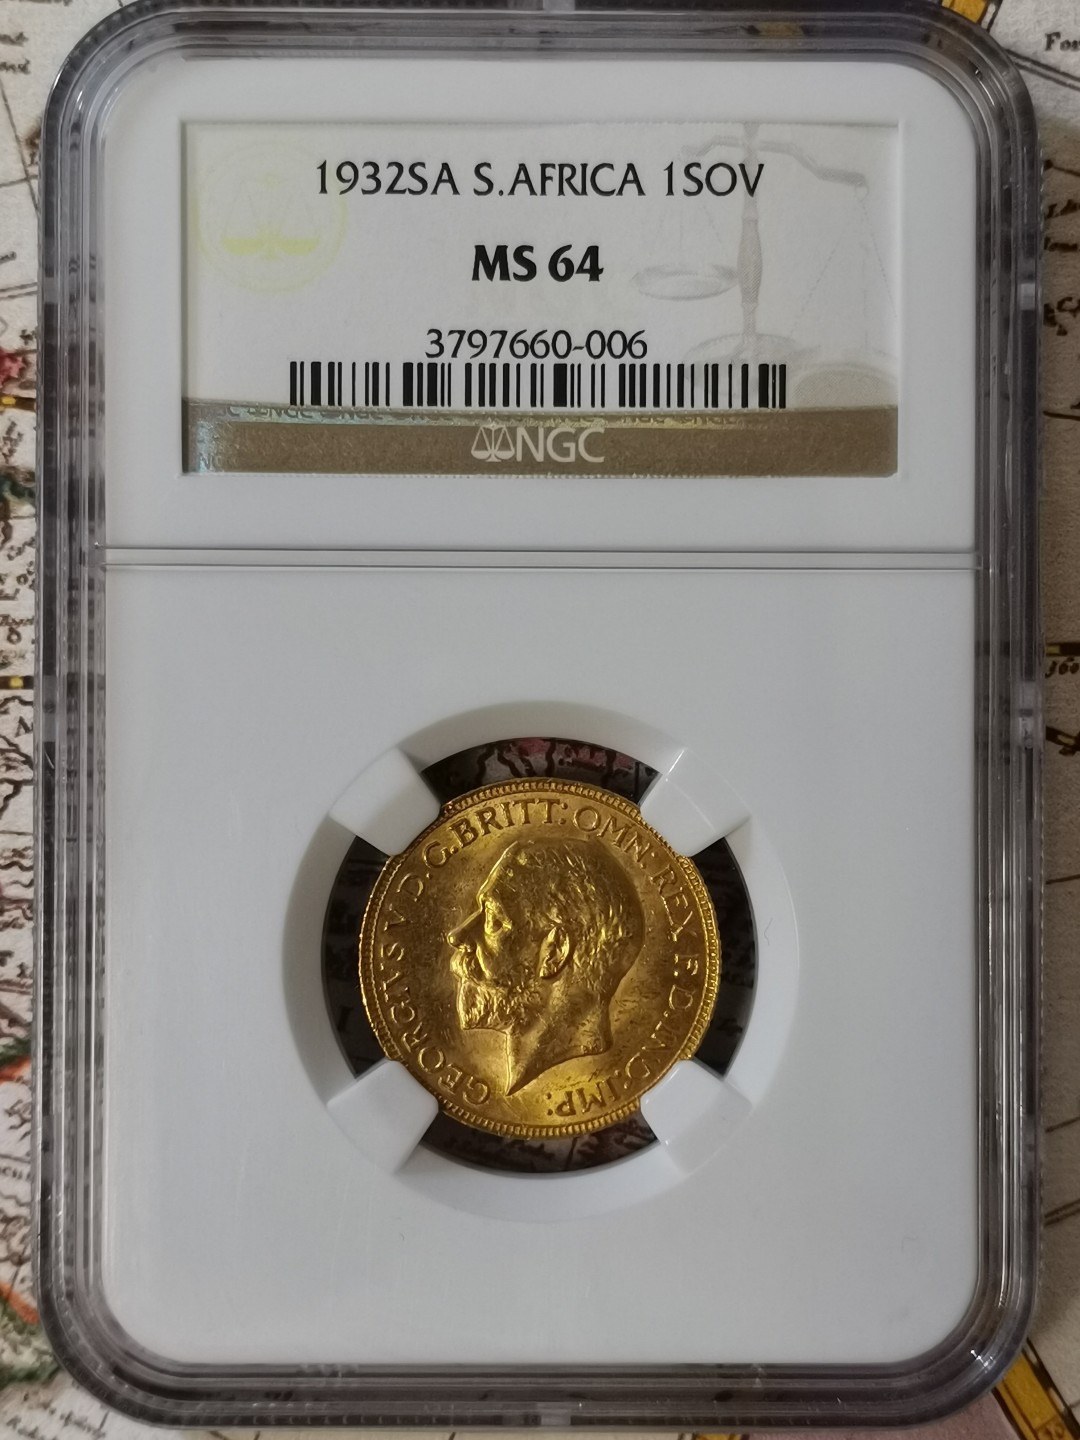 1932SA S.AFRICA 1SOV
MS 64
3797660-006
NGC
GEORGIVS V D.G.BRITT: OMN: REX F.D.IND:IMP: